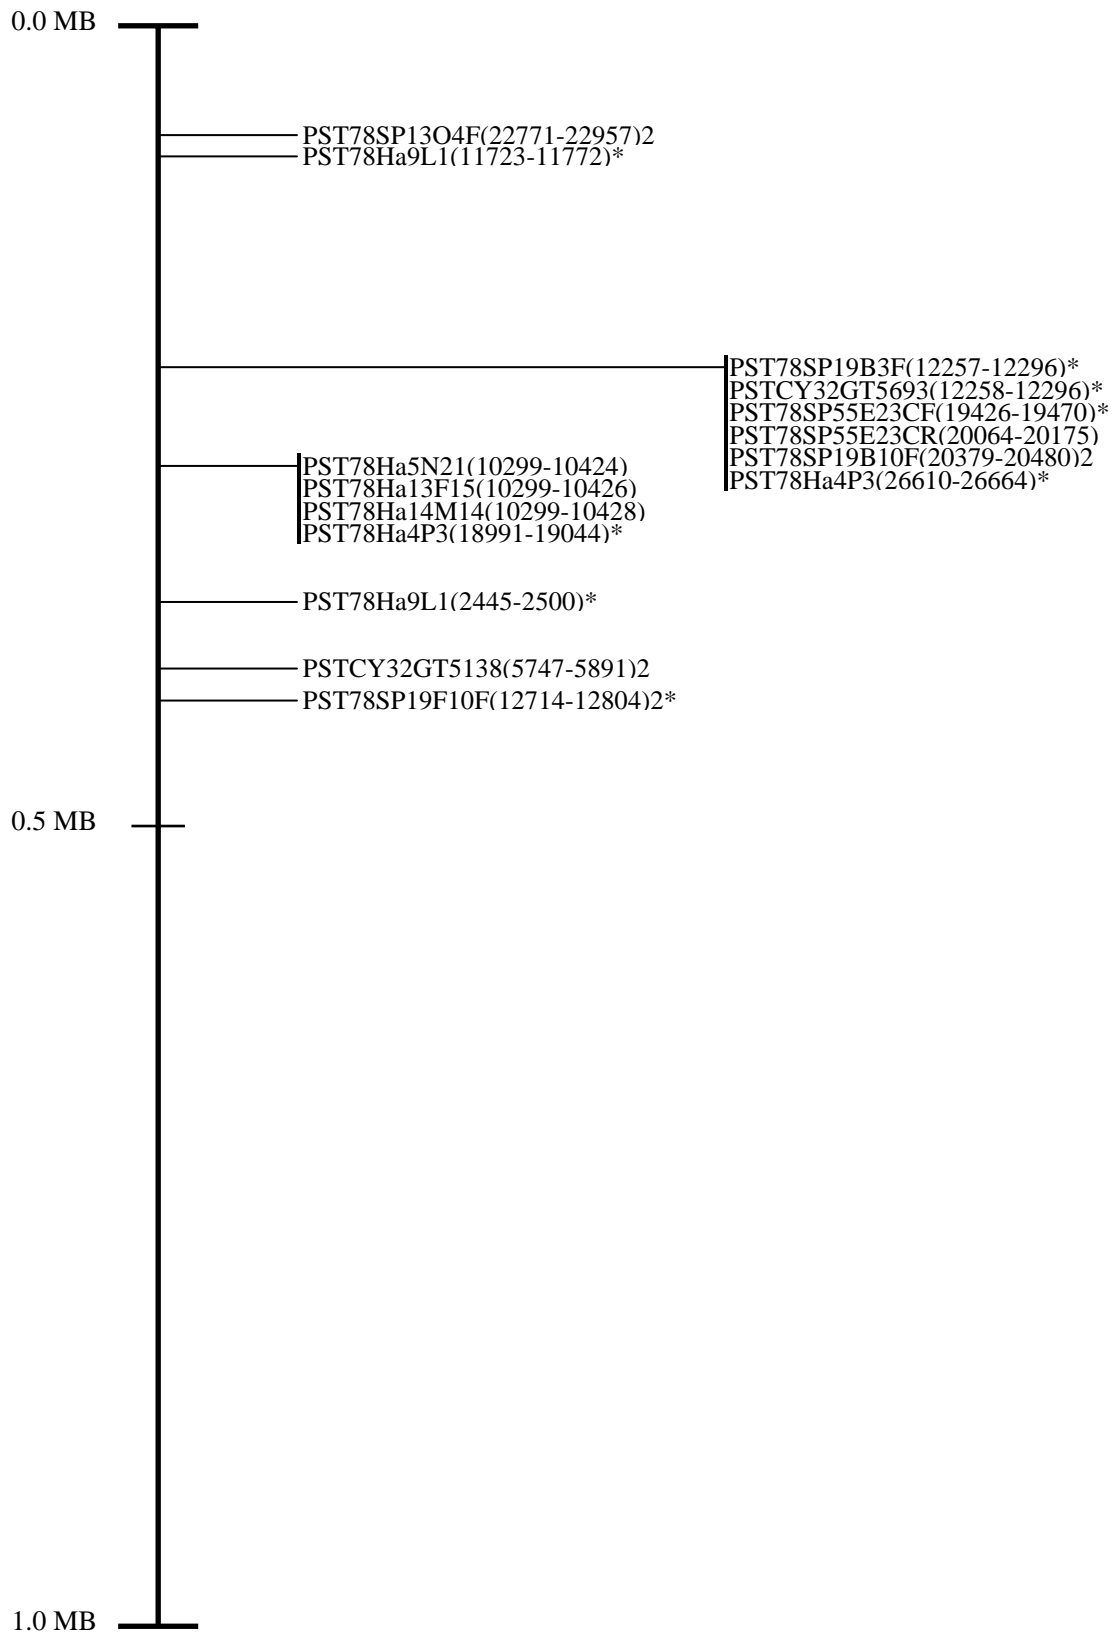 0.0 MB
PST78SP13O4F(22771-22957)2
PST78Ha9L1(11723-11772)*
PST78SP19B3F(12257-12296)*
PSTCY32GT5693(12258-12296)*
PST78SP55E23CF(19426-19470)*
PST78SP55E23CR(20064-20175)
PST78SP19B10F(20379-20480)2
PST78Ha4P3(26610-26664)*
PST78Ha5N21(10299-10424)
PST78Ha13F15(10299-10426)
PST78Ha14M14(10299-10428)
PST78Ha4P3(18991-19044)*
PST78Ha9L1(2445-2500)*
PSTCY32GT5138(5747-5891)2
PST78SP19F10F(12714-12804)2*
0.5 MB
1.0 MB